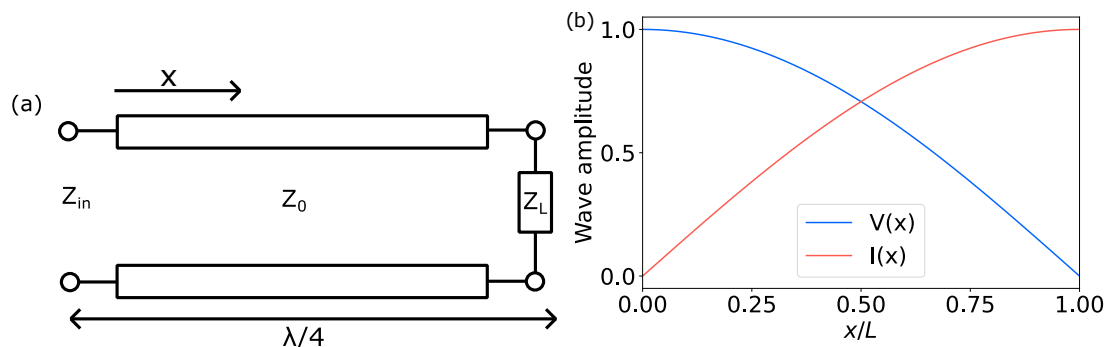 (a)
x
Z_in
Z_0
Z_L
λ/4
(b)
Wave amplitude
1.0
0.5
0.0
V(x)
I(x)
0.00 0.25 0.50 0.75 1.00
x/L